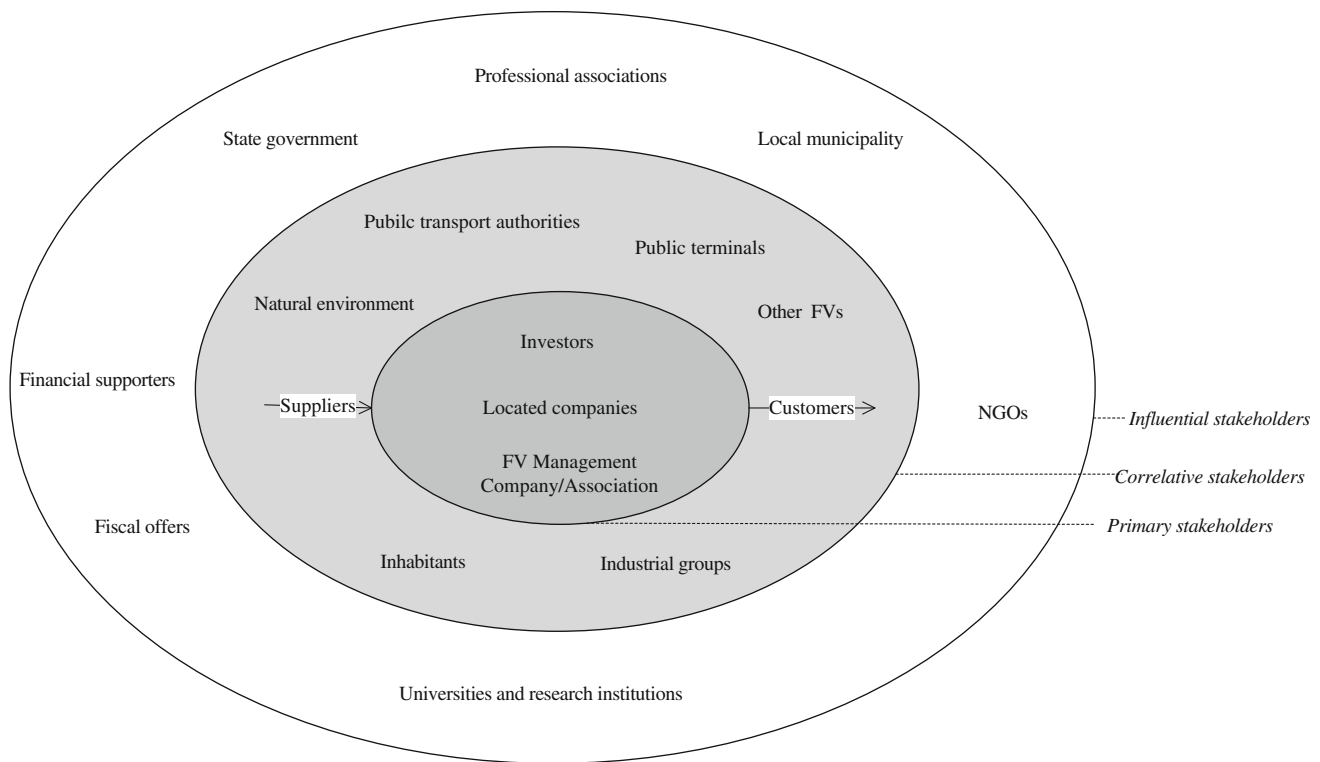 Professional associations
State government
Local municipality
Pubilc transport authorities
Public terminals
Natural environment
Other FVs
Investors
Financial supporters
Suppliers
Located companies
Customers
NGOs
Influential stakeholders
FV Management
Company/Association
Correlative stakeholders
Fiscal offers
Primary stakeholders
Inhabitants
Industrial groups
Universities and research institutions